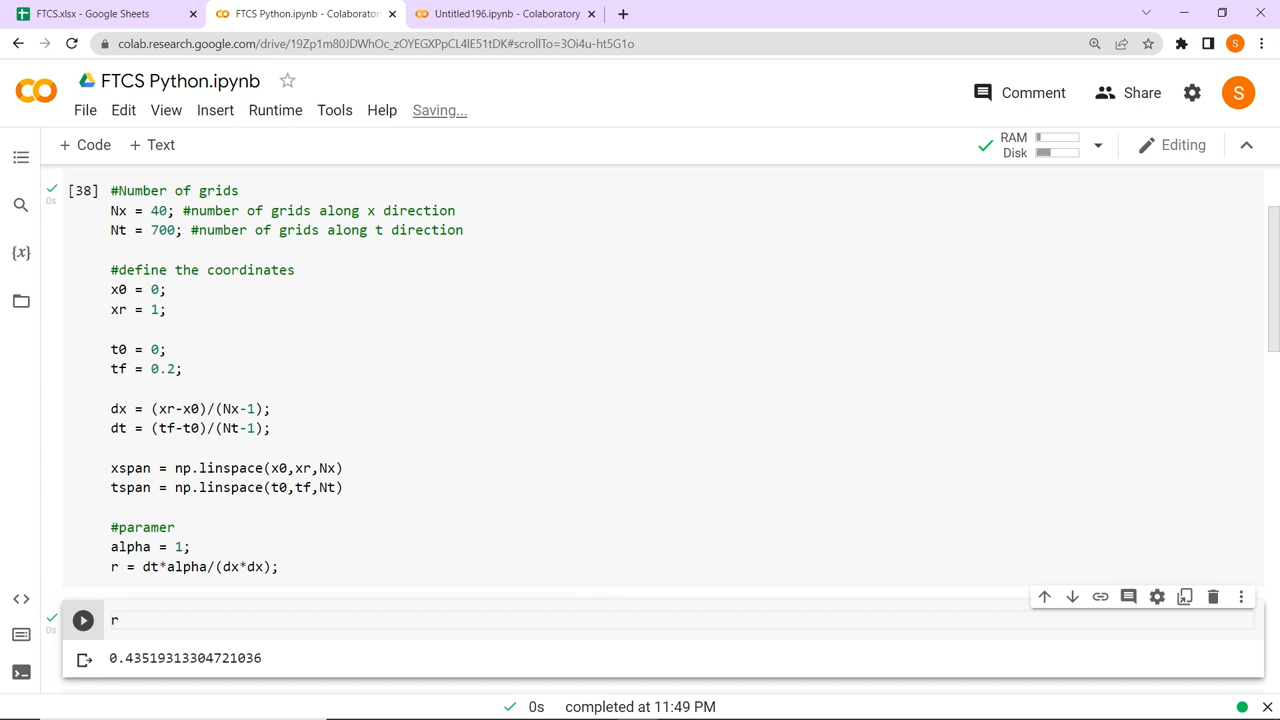 FTCS.xlsx - Google Sheets
FTCS Python.ipynb - Colaborator
Untitled196.ipynb - Colaboratory
colab.research.google.com/drive/19Zp1m80JDWhOc_zOYEGXPpCL4lE51tDK#scrollTo=3Oi4u-ht5G1o
S
FTCS Python.ipynb
File Edit View Insert Runtime Tools Help Saving...
Comment Share S
+ Code + Text
RAM
Disk
Editing
[38] #Number of grids
0s
Nx = 40; #number of grids along x direction
Nt = 700; #number of grids along t direction
{x}
#define the coordinates
x0 = 0;
xr = 1;
t0 = 0;
tf = 0.2;
dx = (xr-x0)/(Nx-1);
dt = (tf-t0)/(Nt-1);
xspan = np.linspace(x0,xr,Nx)
tspan = np.linspace(t0,tf,Nt)
#paramer
alpha = 1;
r = dt*alpha/(dx*dx);
r
0s
0.43519313304721036
0s completed at 11:49 PM